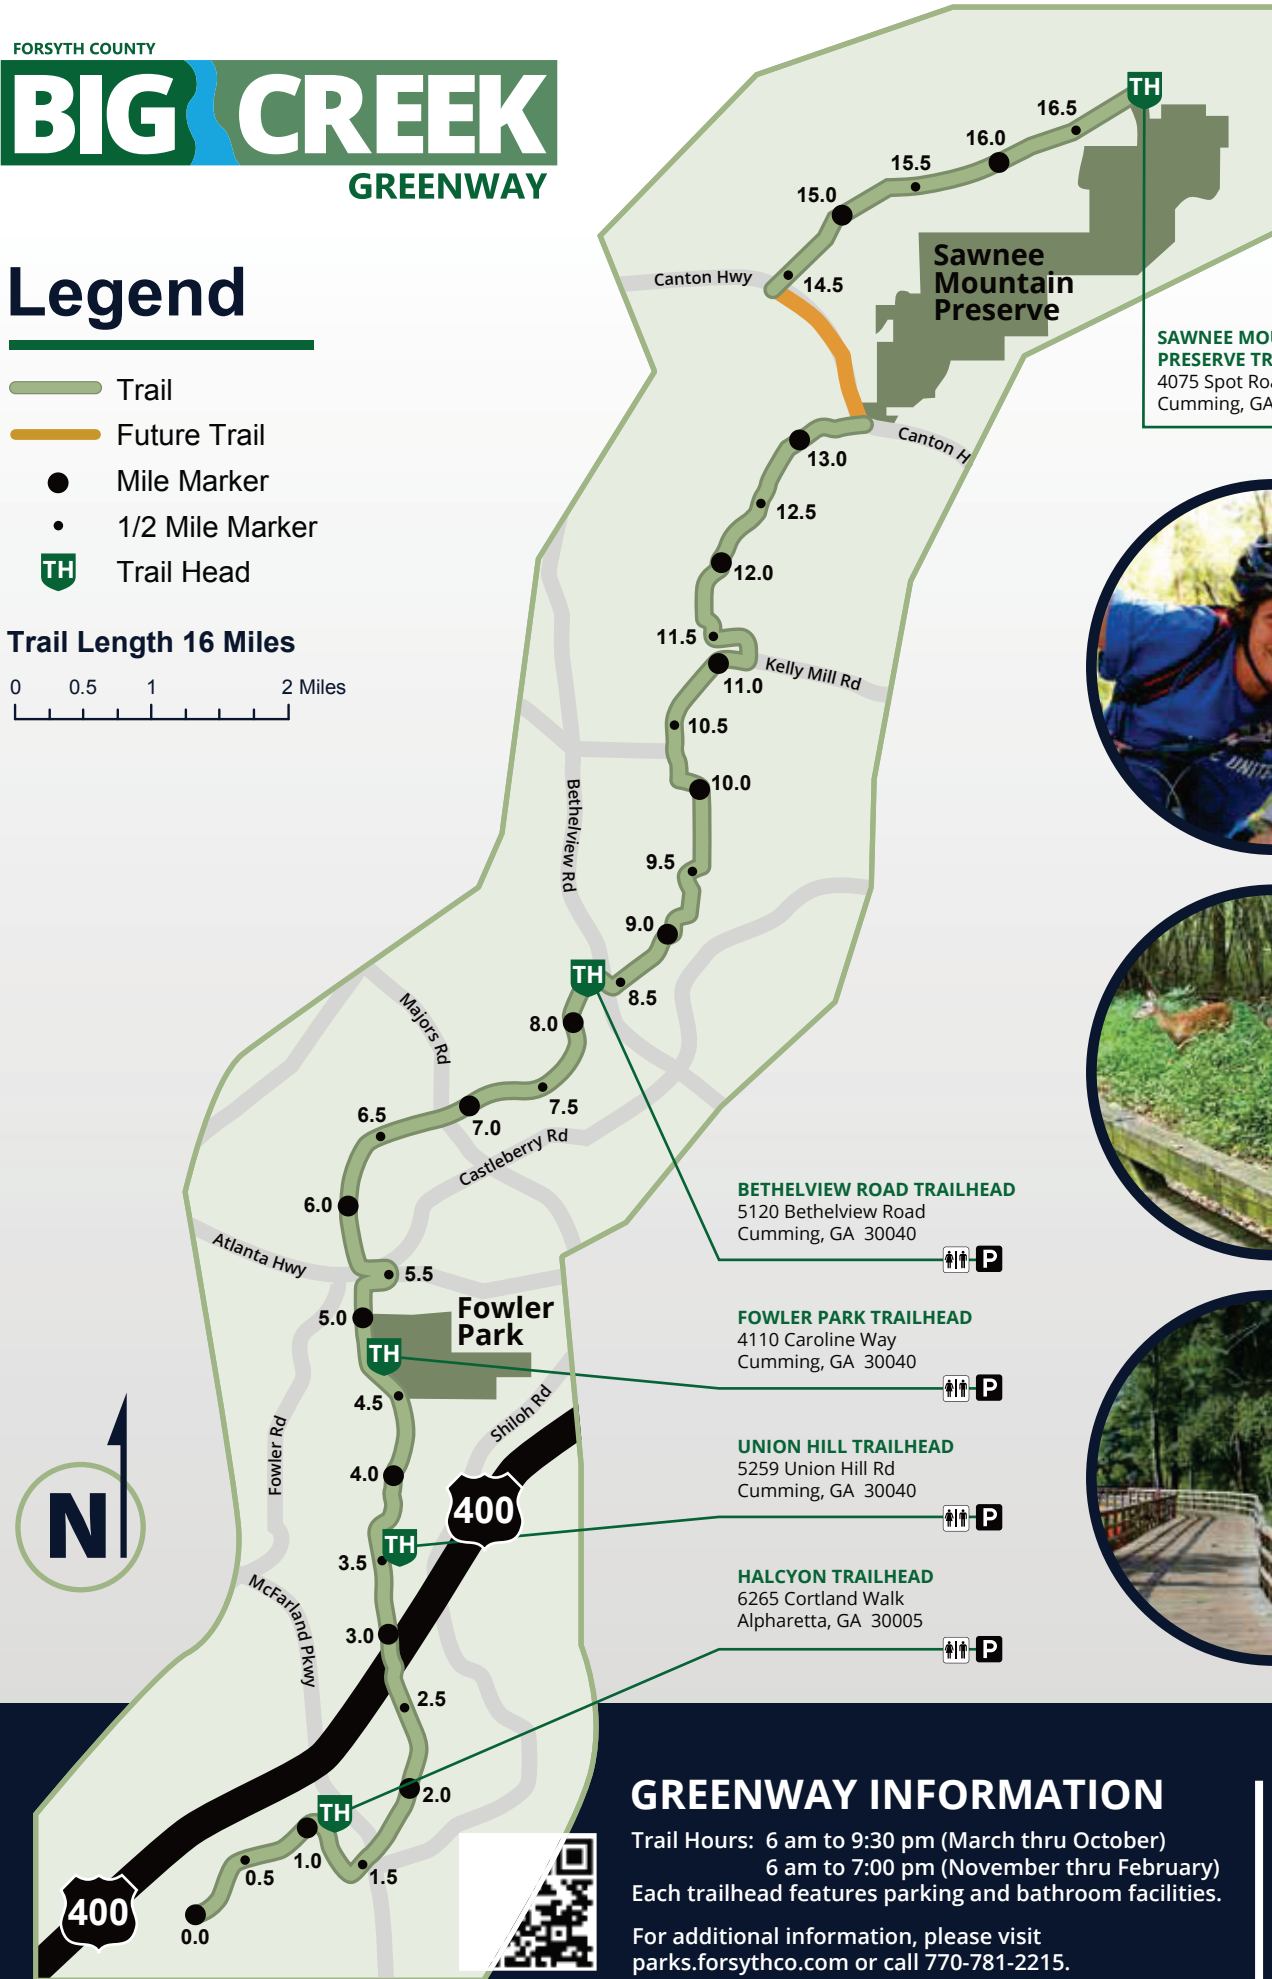 FORSYTH COUNTY
BIG CREEK
GREENWAY
Legend
Trail
Future Trail
Mile Marker
1/2 Mile Marker
TH Trail Head
Trail Length 16 Miles
0 0.5 1 2 Miles
TH
16.5
16.0
15.5
15.0
14.5
Canton Hwy
Sawnee
Mountain
Preserve
SAWNEE MOU
PRESERVE TR
4075 Spot Roa
Cumming, GA
Canton H
13.0
12.5
12.0
11.5
Kelly Mill Rd
11.0
10.5
10.0
Bethelview Rd
9.5
9.0
TH
8.5
8.0
Majors Rd
7.5
7.0
6.5
Castleberry Rd
6.0
Atlanta Hwy
5.5
5.0
Fowler
Park
TH
4.5
Shiloh Rd
Fowler Rd
4.0
400
TH
3.5
McFarland Pkwy
3.0
2.5
2.0
TH
1.5
1.0
0.5
0.0
400
N
BETHELVIEW ROAD TRAILHEAD
5120 Bethelview Road
Cumming, GA 30040
P
FOWLER PARK TRAILHEAD
4110 Caroline Way
Cumming, GA 30040
P
UNION HILL TRAILHEAD
5259 Union Hill Rd
Cumming, GA 30040
P
HALCYON TRAILHEAD
6265 Cortland Walk
Alpharetta, GA 30005
P
GREENWAY INFORMATION
Trail Hours: 6 am to 9:30 pm (March thru October)
6 am to 7:00 pm (November thru February)
Each trailhead features parking and bathroom facilities.
For additional information, please visit
parks.forsythco.com or call 770-781-2215.